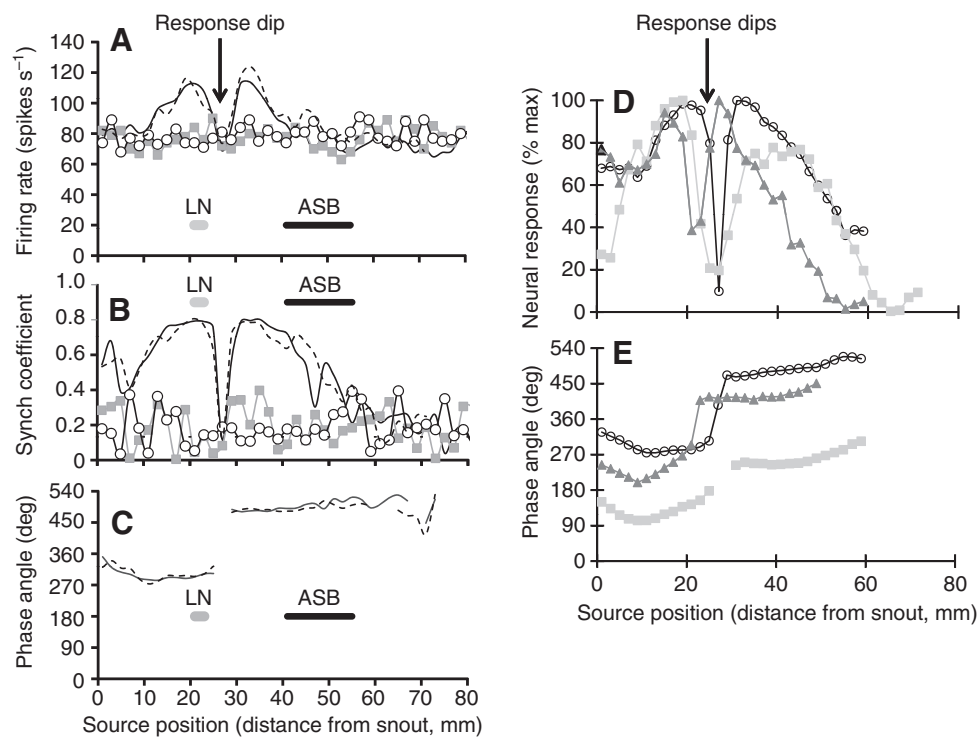 Response dip
A
Firing rate (spikes s–1)
140
120
100
80
60
40
20
0
LN
ASB
B
Synch coefficient
1.0
0.8
0.6
0.4
0.2
0
LN
ASB
C
Phase angle (deg)
540
450
360
270
180
90
0
LN
ASB
0 10 20 30 40 50 60 70 80
Source position (distance from snout, mm)
Response dips
D
Neural response (% max)
100
80
60
40
20
0
E
Phase angle (deg)
540
450
360
270
180
90
0
0 20 40 60 80
Source position (distance from snout, mm)